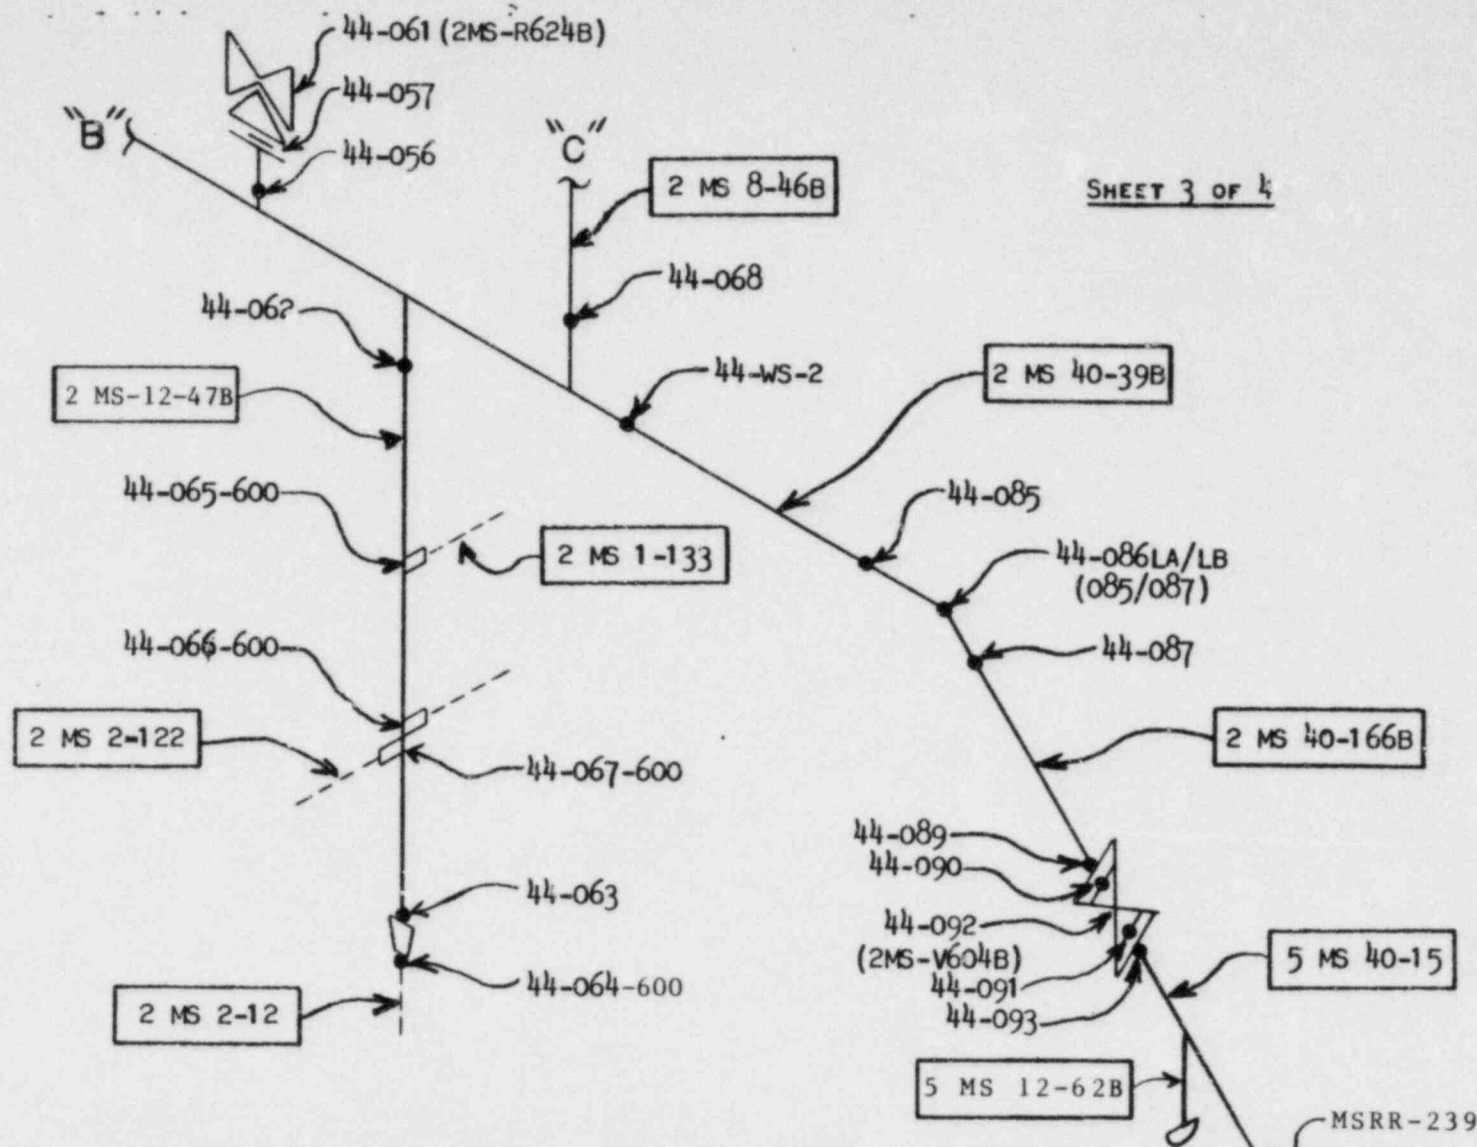 44-061 (2MS-R624B)
44-057
"B"
44-056
"C"
2 MS 8-46B
SHEET 3 OF 4
44-068
44-062
44-WS-2
2 MS 40-39B
2 MS-12-47B
44-065-600
44-085
2 MS 1-133
44-086LA/LB
(085/087)
44-066-600
44-087
2 MS 2-122
2 MS 40-166B
44-067-600
44-089
44-090
44-063
44-092
(2MS-V604B)
5 MS 40-15
44-064-600
44-091
2 MS 2-12
44-093
5 MS 12-62B
MSRR-239